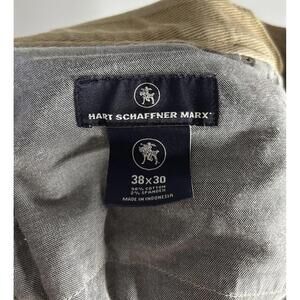 HART SCHAFFNER MARX
38x30
98% COTTON
2% SPANDEX
MADE IN INDONESIA